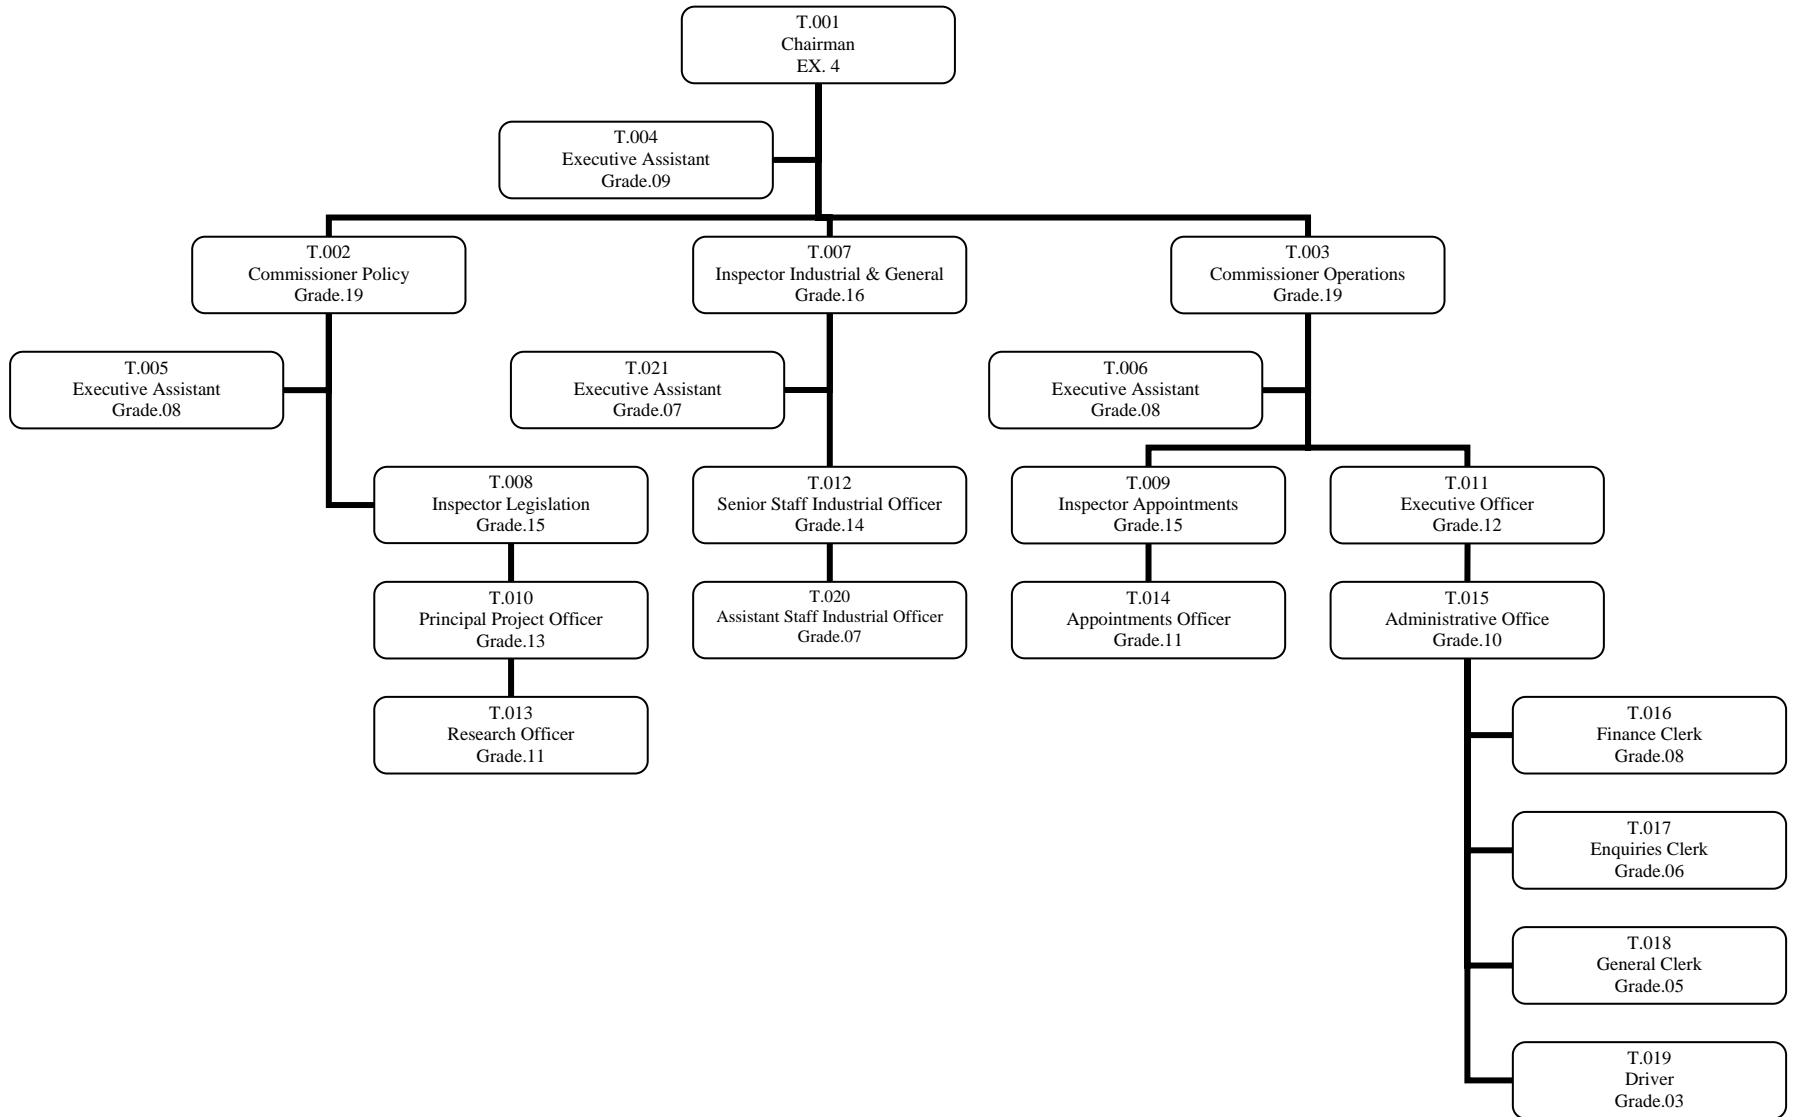 T.001
Chairman
EX. 4
T.004
Executive Assistant
Grade.09
T.002
Commissioner Policy
Grade.19
T.007
Inspector Industrial & General
Grade.16
T.003
Commissioner Operations
Grade.19
T.005
Executive Assistant
Grade.08
T.021
Executive Assistant
Grade.07
T.006
Executive Assistant
Grade.08
T.008
Inspector Legislation
Grade.15
T.012
Senior Staff Industrial Officer
Grade.14
T.009
Inspector Appointments
Grade.15
T.011
Executive Officer
Grade.12
T.010
Principal Project Officer
Grade.13
T.020
Assistant Staff Industrial Officer
Grade.07
T.014
Appointments Officer
Grade.11
T.015
Administrative Office
Grade.10
T.013
Research Officer
Grade.11
T.016
Finance Clerk
Grade.08
T.017
Enquiries Clerk
Grade.06
T.018
General Clerk
Grade.05
T.019
Driver
Grade.03